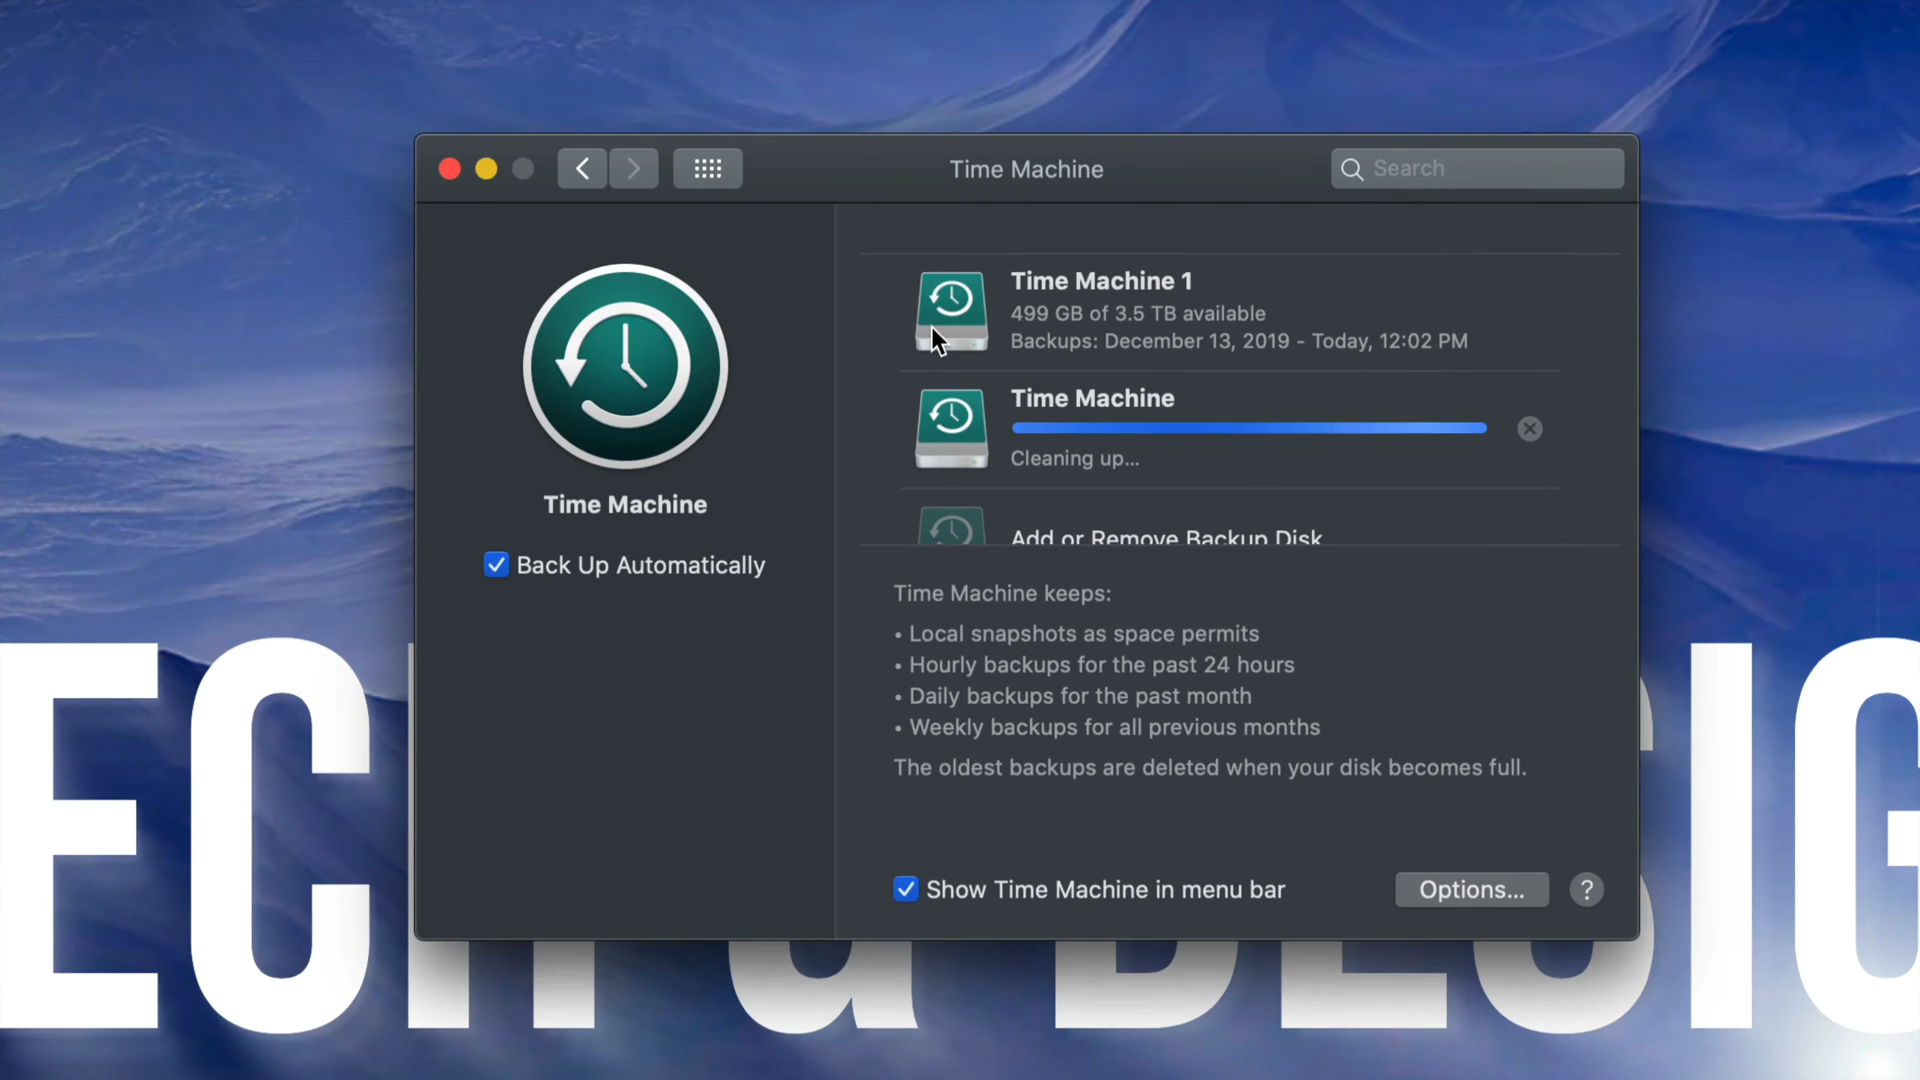 Time Machine
Search
Time Machine 1
499 GB of 3.5 TB available
Backups: December 13, 2019 - Today, 12:02 PM
Time Machine
Cleaning up...
Add or Remove Backup Disk
Time Machine
Back Up Automatically
Time Machine keeps:
• Local snapshots as space permits
• Hourly backups for the past 24 hours
• Daily backups for the past month
• Weekly backups for all previous months
The oldest backups are deleted when your disk becomes full.
Show Time Machine in menu bar
Options...
?
ECH & DESIG